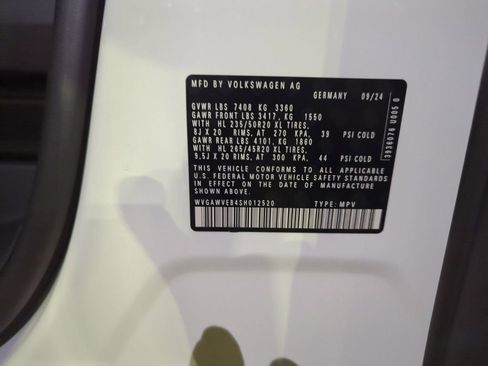 MFD BY VOLKSWAGEN AG
GERMANY 09/24
GVWR LBS 7408 KG 3360
GAWR FRONT LBS 3417, KG 1550
WITH HL 235/50R20 XL TIRES,
8J X 20 RIMS, AT 270 KPA, 39 PSI COLD
GAWR REAR LBS 4101, KG 1860
WITH HL 265/45R20 XL TIRES,
9.5J X 20 RIMS, AT 300 KPA, 44 PSI COLD
THIS VEHICLE CONFORMS TO ALL APPLICABLE
U.S. FEDERAL MOTOR VEHICLE SAFETY STANDARDS
IN EFFECT ON THE DATE OF MANUFACTURE
SHOWN ABOVE.
WVGAWVEB4SH012520 TYPE: MPV
3936076 U005 0